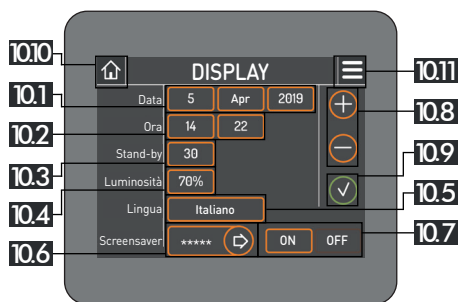 10.10 DISPLAY 10.11
10.1 Data 5 Apr 2019 10.8
10.2 Ora 14 22
10.3 Stand-by 30 10.9
10.4 Luminosità 70% 10.5
Lingua Italiano
10.6 Screensaver ***** ON OFF 10.7